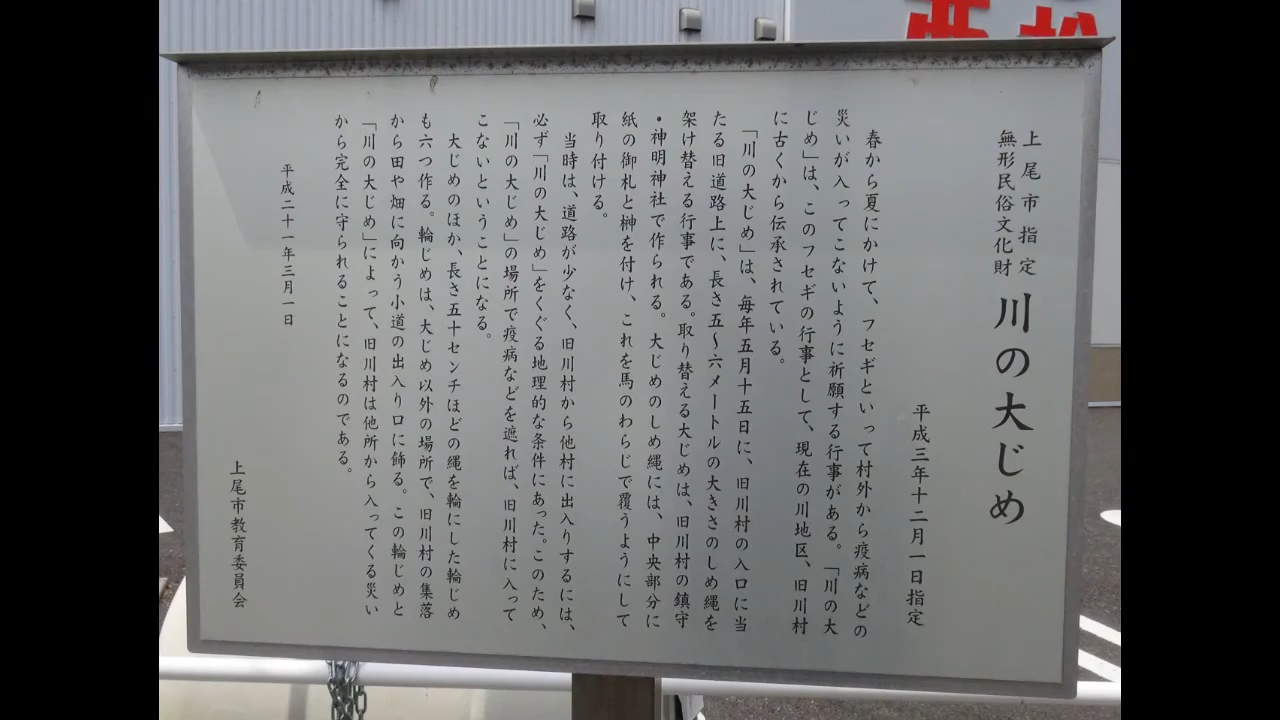 上尾市指定
無形民俗文化財
川の大じめ
平成三年十二月一日指定
春から夏にかけて、フセギといって村外から疫病などの
災いが入ってこないように祈願する行事がある。「川の大
じめ」は、このフセギの行事として、現在の川地区、旧川村
に古くから伝承されている。
「川の大じめ」は、毎年五月十五日に、旧川村の入口に当
たる旧道路上に、長さ五〜六メートルの大きさのしめ縄を
架け替える行事である。取り替える大じめは、旧川村の鎮守
・神明神社で作られる。大じめのしめ縄には、中央部分に
紙の御札と榊を付け、これを馬のわらじで覆うようにして
取り付ける。
当時は、道路が少なく、旧川村から他村に出入りするには、
必ず「川の大じめ」をくぐる地理的な条件にあった。このため、
「川の大じめ」の場所で疫病などを遮れば、旧川村に入って
こないということになる。
大じめのほか、長さ五十センチほどの縄を輪にした輪じめ
も六つ作る。輪じめは、大じめ以外の場所で、旧川村の集落
から田や畑に向かう小道の出入り口に飾る。この輪じめと
「川の大じめ」によって、旧川村は他所から入ってくる災い
から完全に守られることになるのである。
平成二十一年三月一日
上尾市教育委員会